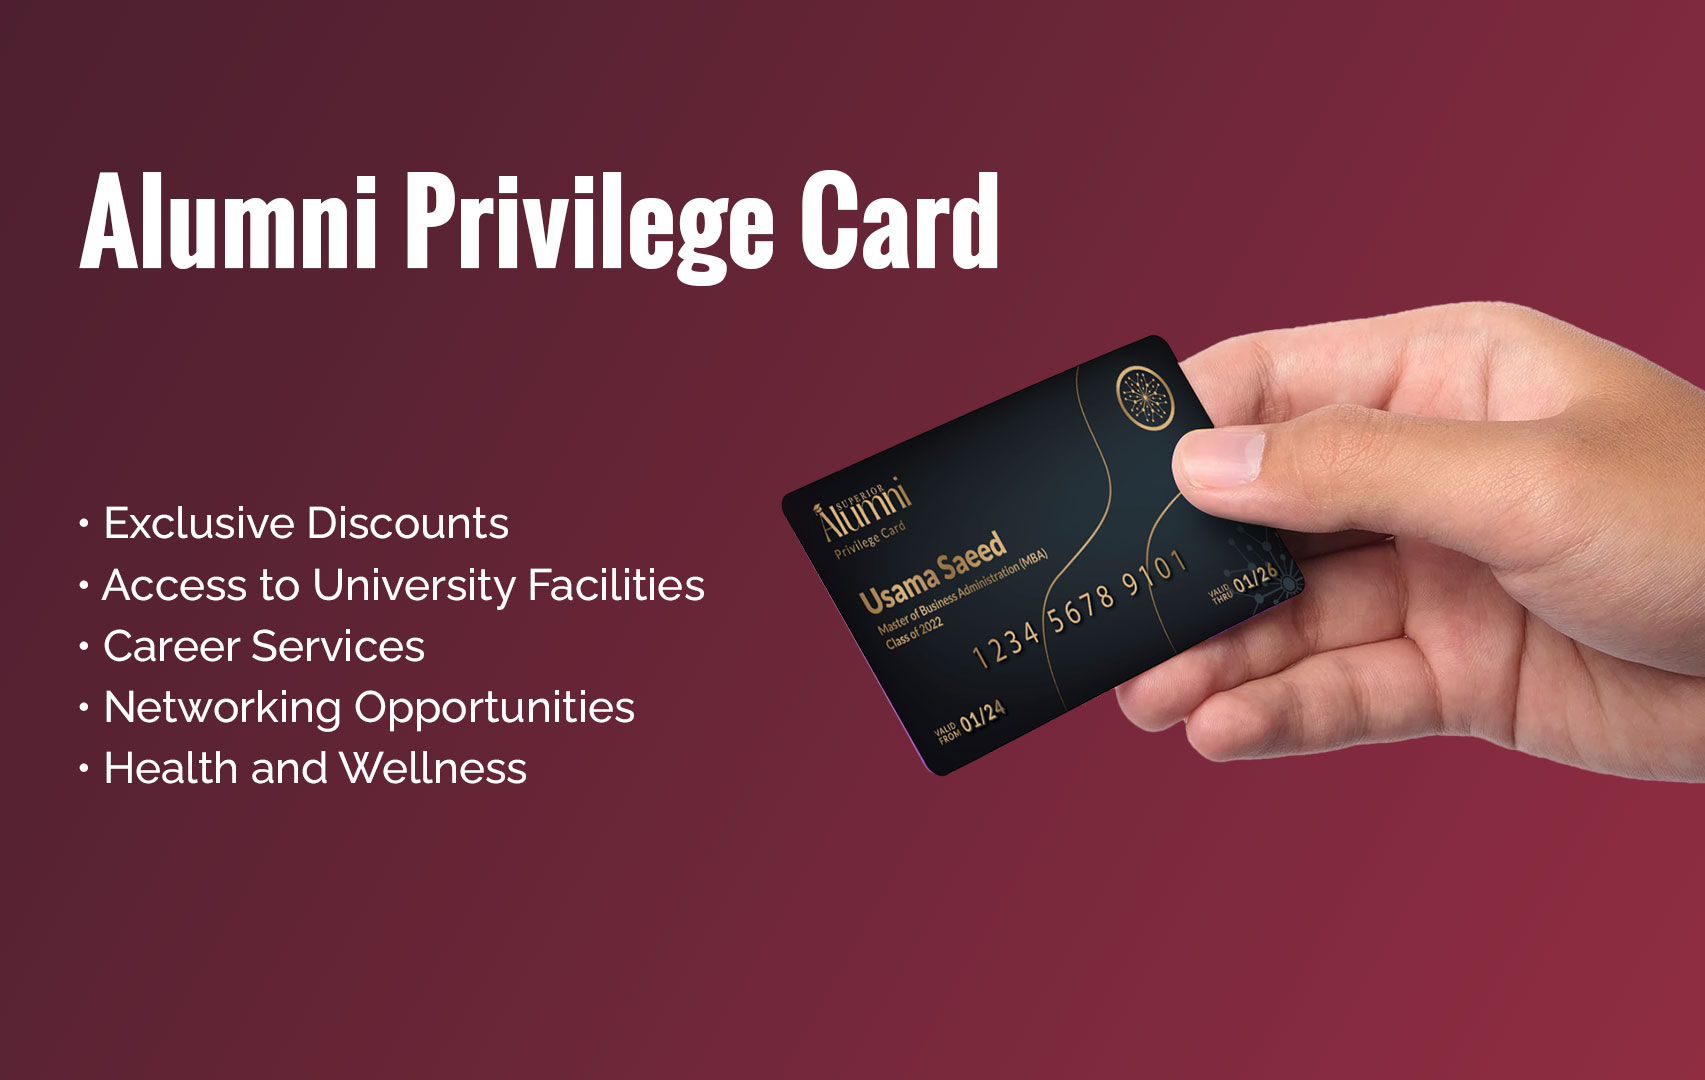 Alumni Privilege Card
• Exclusive Discounts
• Access to University Facilities
• Career Services
• Networking Opportunities
• Health and Wellness
SUPERIOR
Alumni
Privilege Card
Usama Saeed
Master of Business Administration (MBA)
Class of 2022
1234 5678 9101
VALID
FROM 01/24
VALID
THRU 01/26